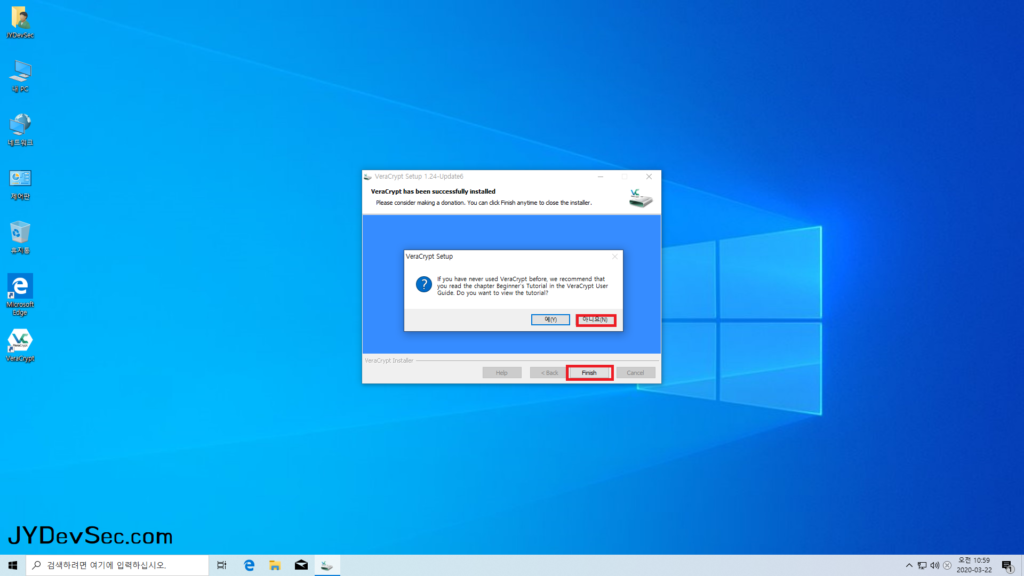 JYDevSec
내 PC
네트워크
제어판
휴지통
Microsoft
Edge
VeraCrypt
VeraCrypt Setup 1.24-Update6
VeraCrypt has been successfully installed
Please consider making a donation. You can click Finish anytime to close the installer.
VeraCrypt Setup
If you have never used VeraCrypt before, we recommend that
you read the chapter Beginner's Tutorial in the VeraCrypt User
Guide. Do you want to view the tutorial?
예(Y)
아니요(N)
VeraCrypt Installer
Help
< Back
Finish
Cancel
JYDevSec.com
검색하려면 여기에 입력하십시오.
오전 10:59
2020-03-22
1